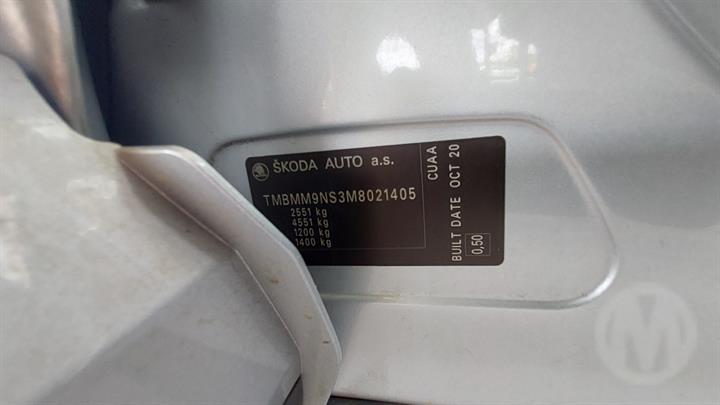 ŠKODA AUTO a.s.
TMBMM9NS3M8021405
2551 kg
4551 kg
1200 kg
1400 kg
CUAA
BUILT DATE OCT 20
0,50
M